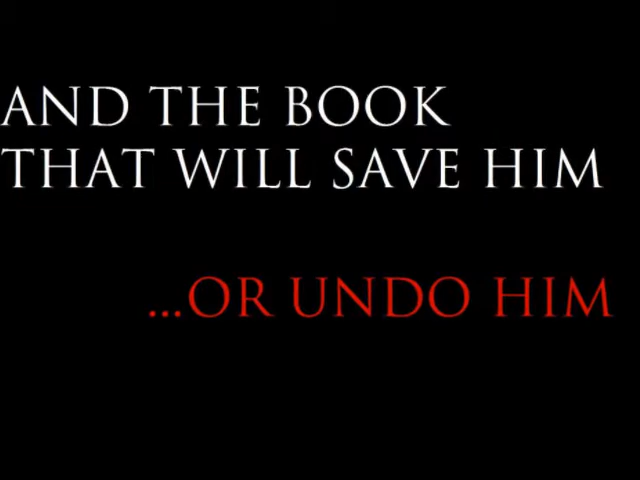 AND THE BOOK
THAT WILL SAVE HIM
...OR UNDO HIM